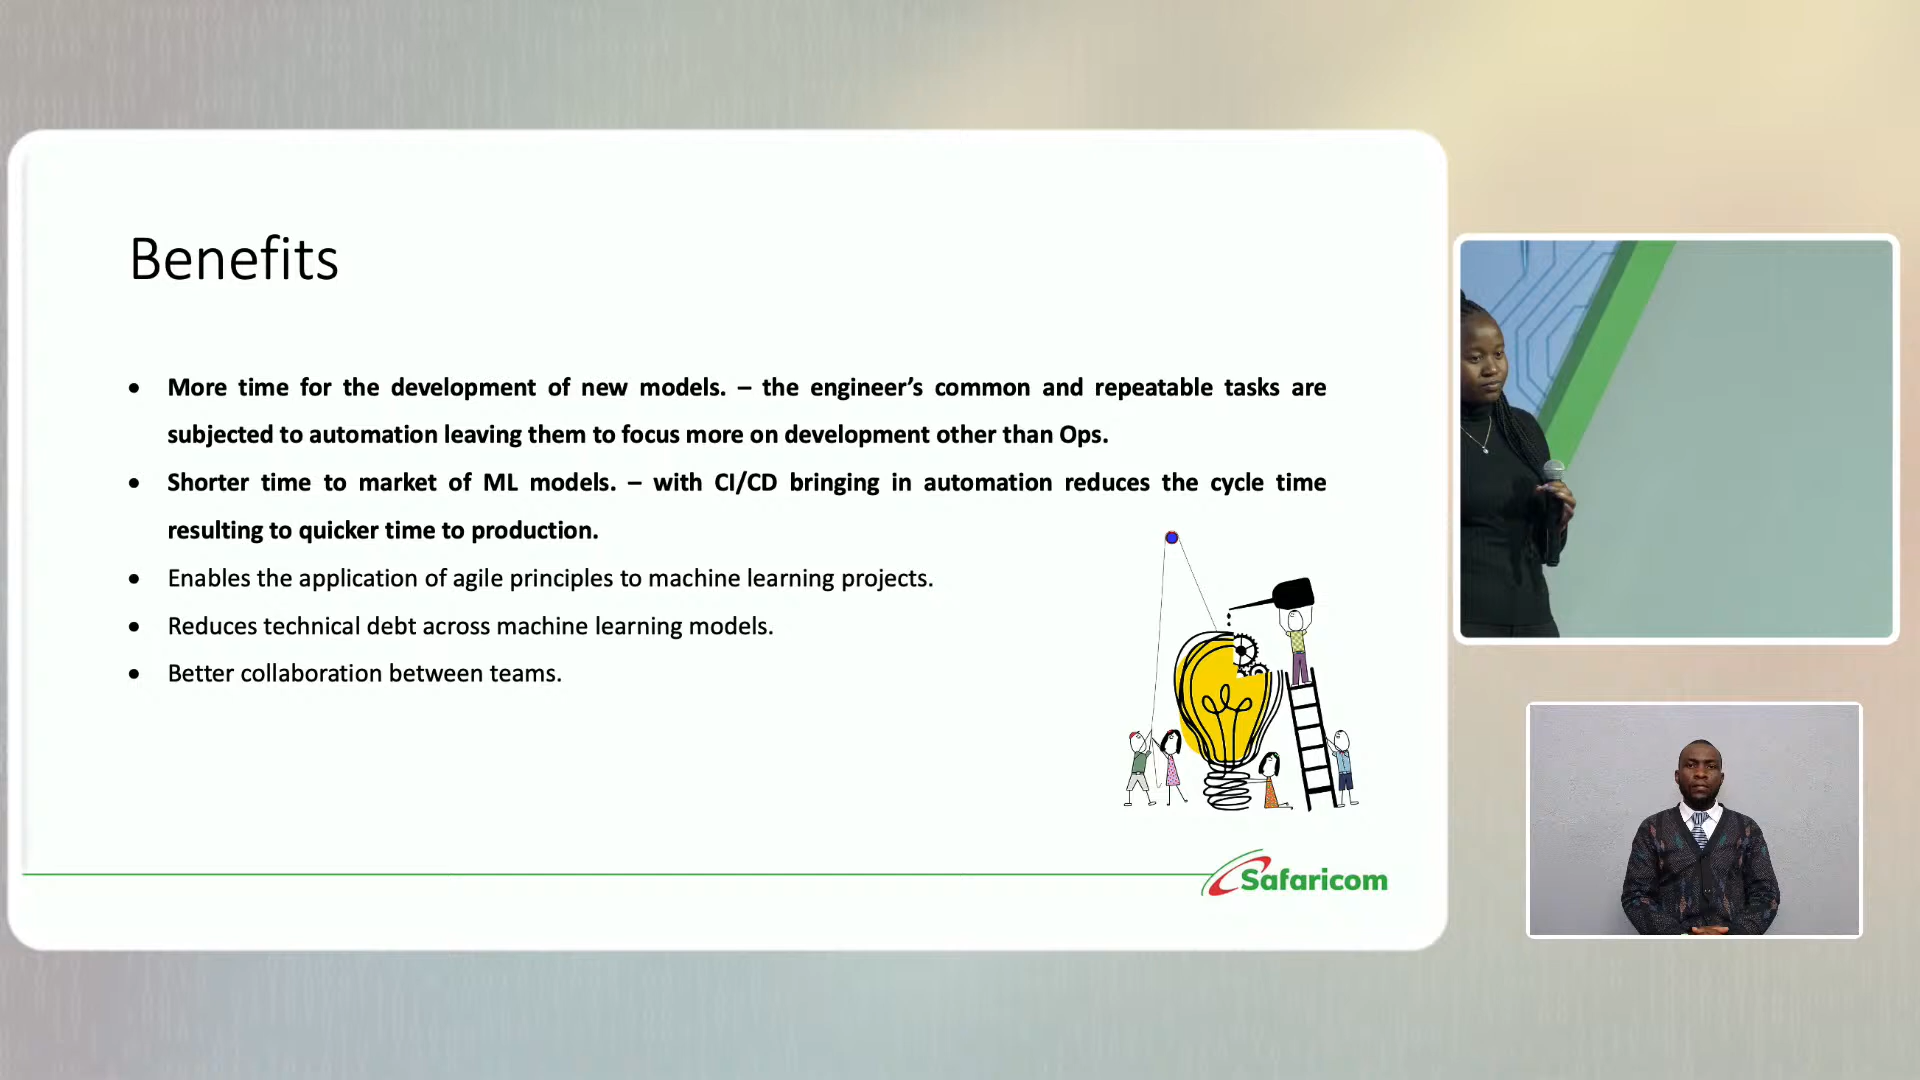 Benefits
• More time for the development of new models. – the engineer’s common and repeatable tasks are
subjected to automation leaving them to focus more on development other than Ops.
• Shorter time to market of ML models. – with CI/CD bringing in automation reduces the cycle time
resulting to quicker time to production.
• Enables the application of agile principles to machine learning projects.
• Reduces technical debt across machine learning models.
• Better collaboration between teams.
Safaricom